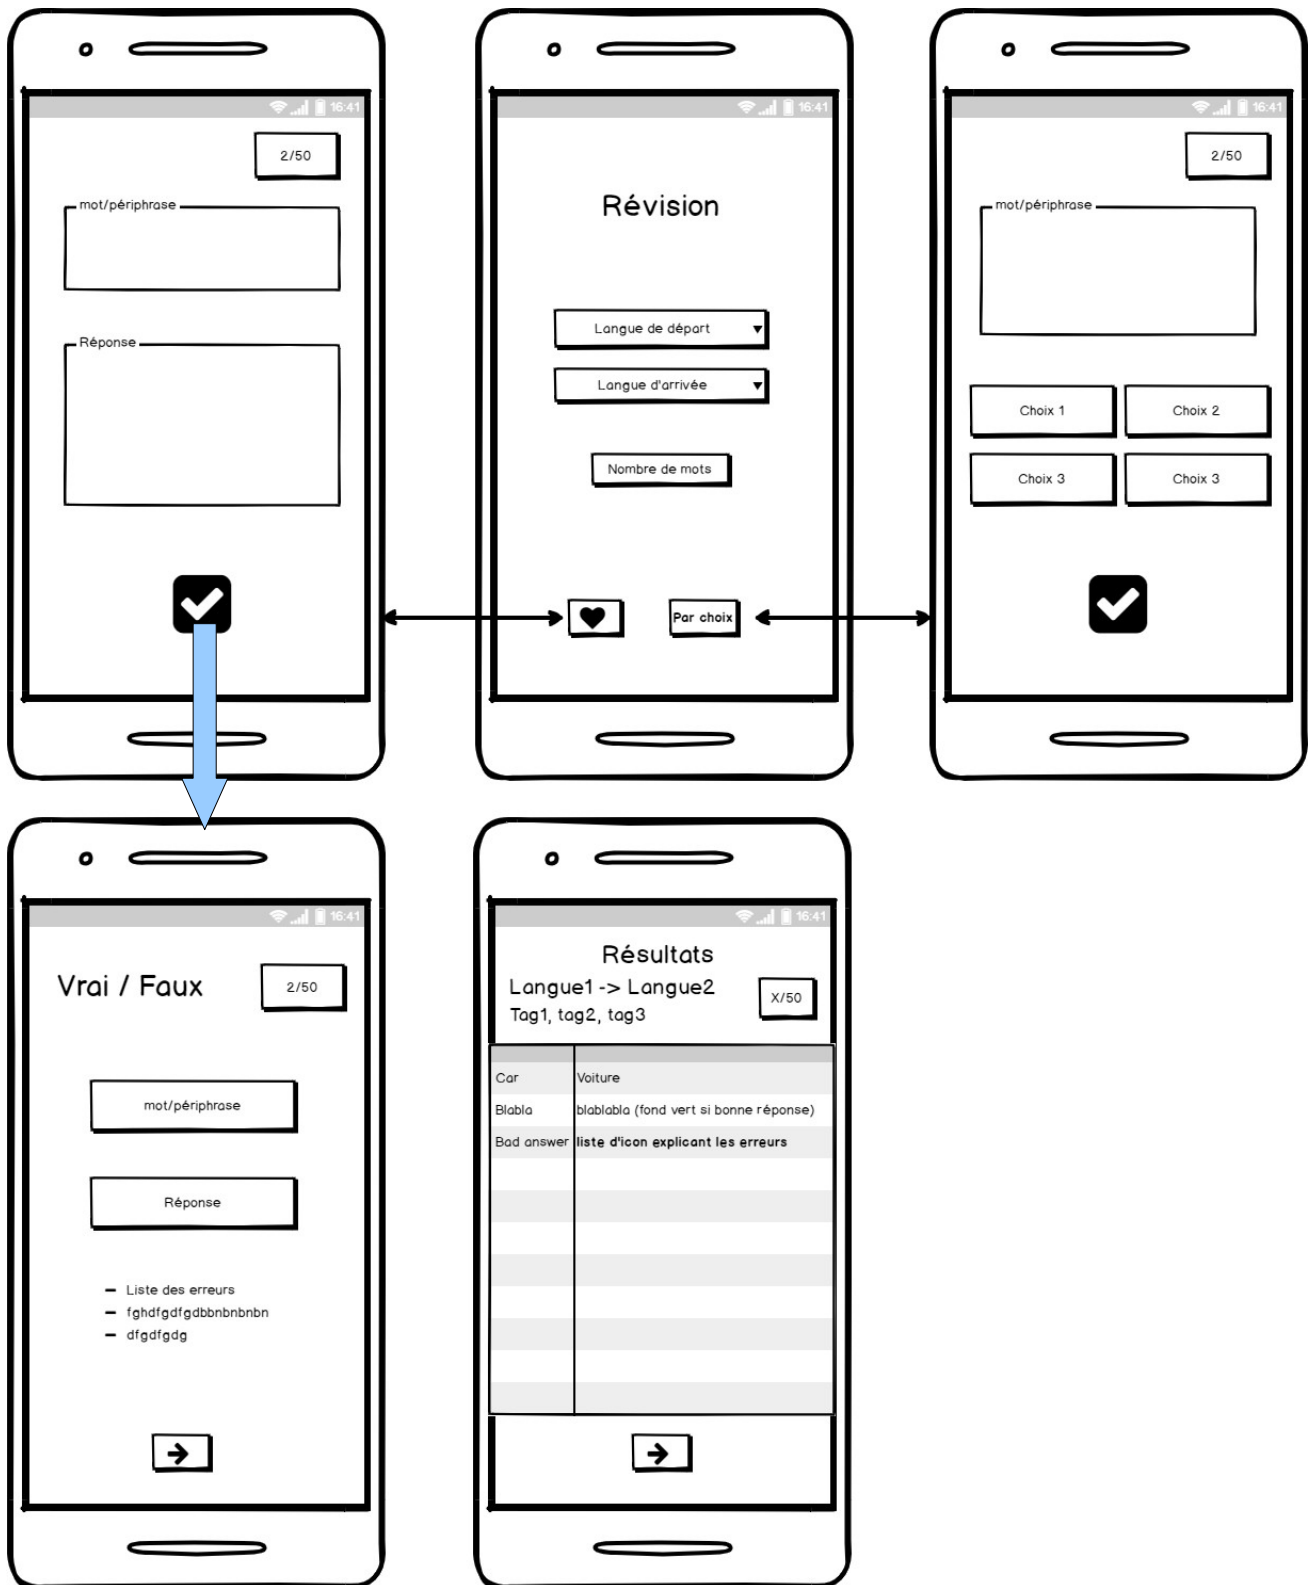 16:41
2/50
mot/périphrase
Réponse
16:41
Révision
Langue de départ
Langue d'arrivée
Nombre de mots
Par choix
16:41
2/50
mot/périphrase
Choix 1 Choix 2
Choix 3 Choix 3
16:41
Vrai / Faux 2/50
mot/périphrase
Réponse
Liste des erreurs
fghdfgdfgdbbnbnbnbn
dfgdfgdg
16:41
Résultats
Langue1 -> Langue2
X/50
Tag1, tag2, tag3
Car Voiture
Blabla blablabla (fond vert si bonne réponse)
Bad answer liste d'icon explicant les erreurs